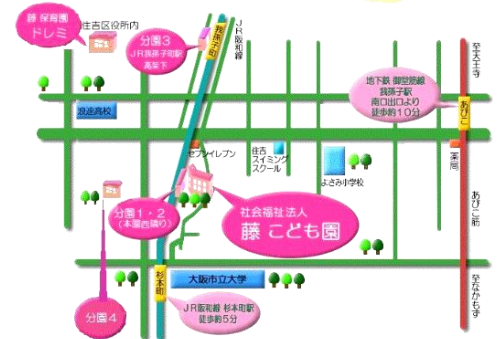 藤 保育園
ドレミ
住吉区役所内
分園3
JR我孫子町駅
高架下
我孫子町
JR阪和線
至天王寺
地下鉄 御堂筋線
我孫子駅
南口出口より
徒歩約10分
あびこ
浪速高校
セブンイレブン
住吉
スイミング
スクール
よさみ小学校
薬局
分園1・2
(本園西隣り)
社会福祉法人
藤 こども園
あびこ筋
分園4
杉本町
大阪市立大学
JR阪和線 杉本町駅
徒歩約5分
至なかもず